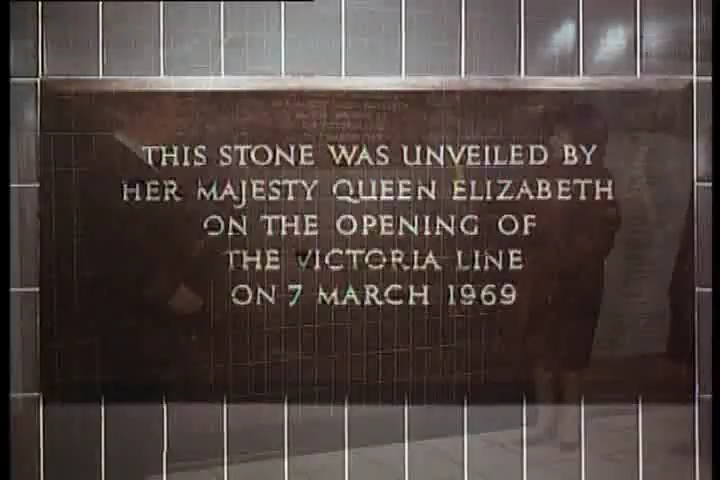 THIS STONE WAS UNVEILED BY
HER MAJESTY QUEEN ELIZABETH
ON THE OPENING OF
THE VICTORIA LINE
ON 7 MARCH 1969